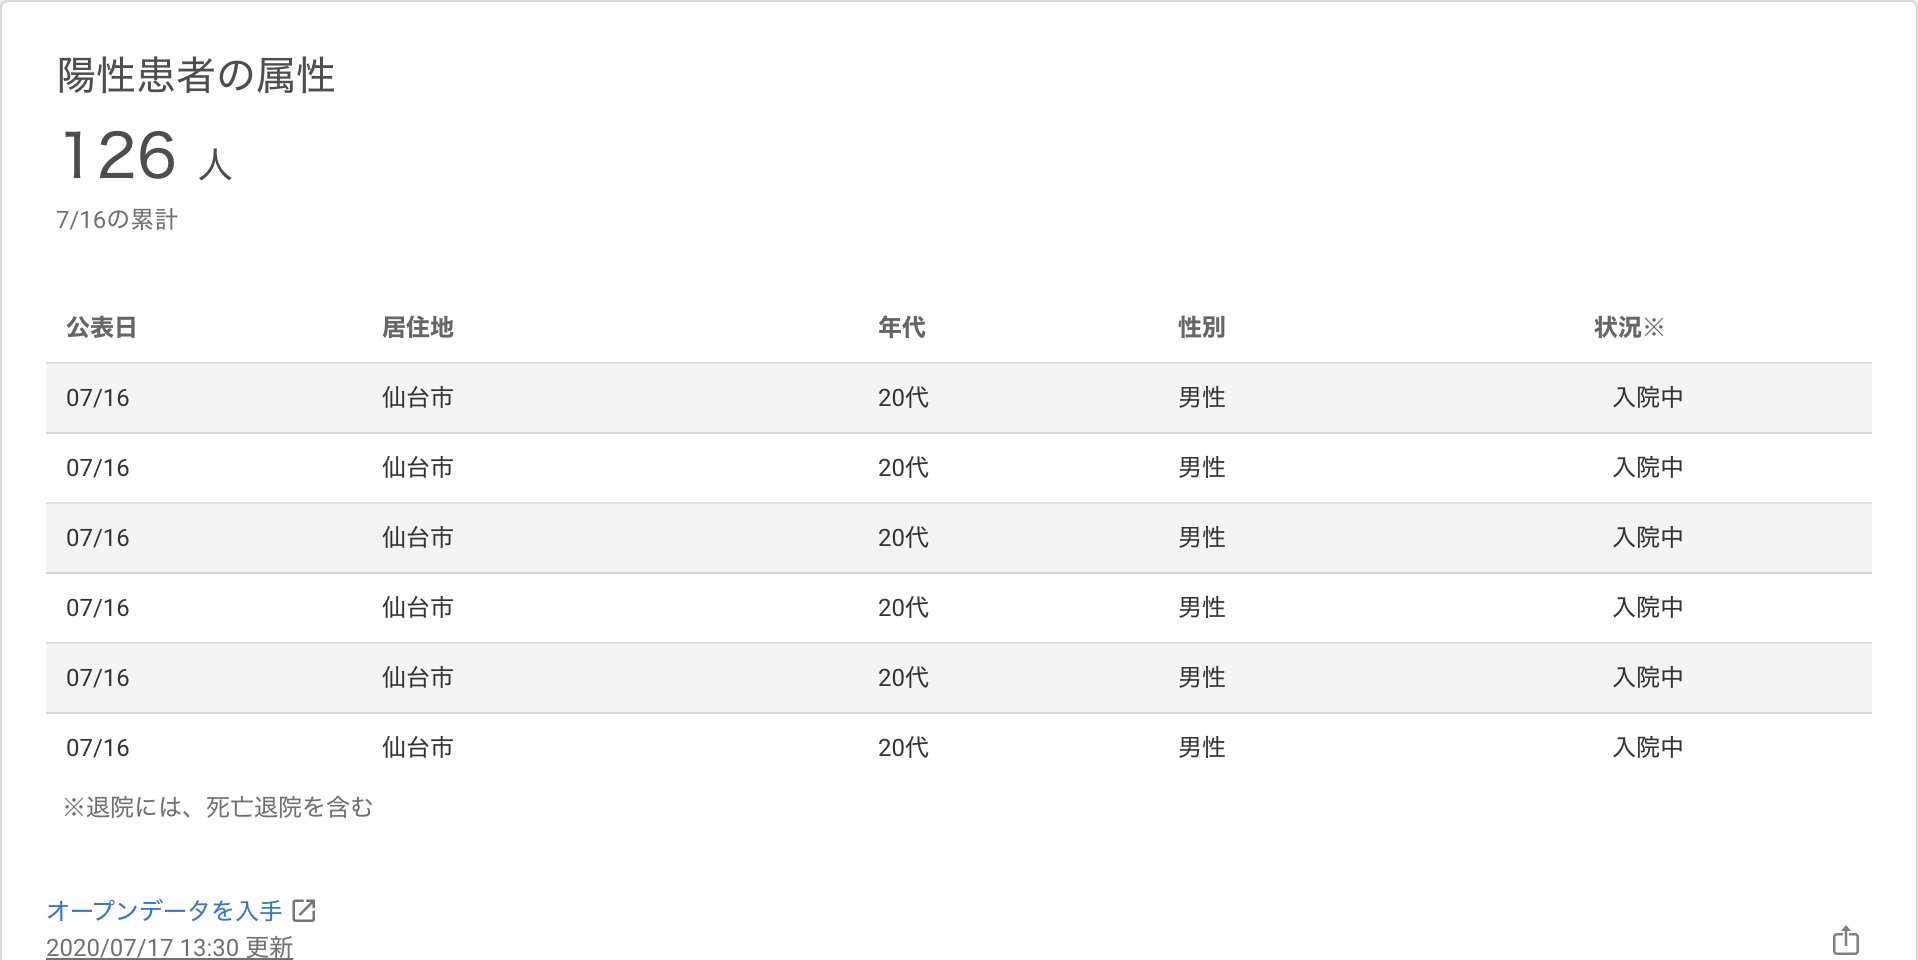 陽性患者の属性
126 人
7/16の累計
公表日 居住地 年代 性別 状況※
07/16 仙台市 20代 男性 入院中
07/16 仙台市 20代 男性 入院中
07/16 仙台市 20代 男性 入院中
07/16 仙台市 20代 男性 入院中
07/16 仙台市 20代 男性 入院中
07/16 仙台市 20代 男性 入院中
※退院には、死亡退院を含む
オープンデータを入手
2020/07/17 13:30 更新